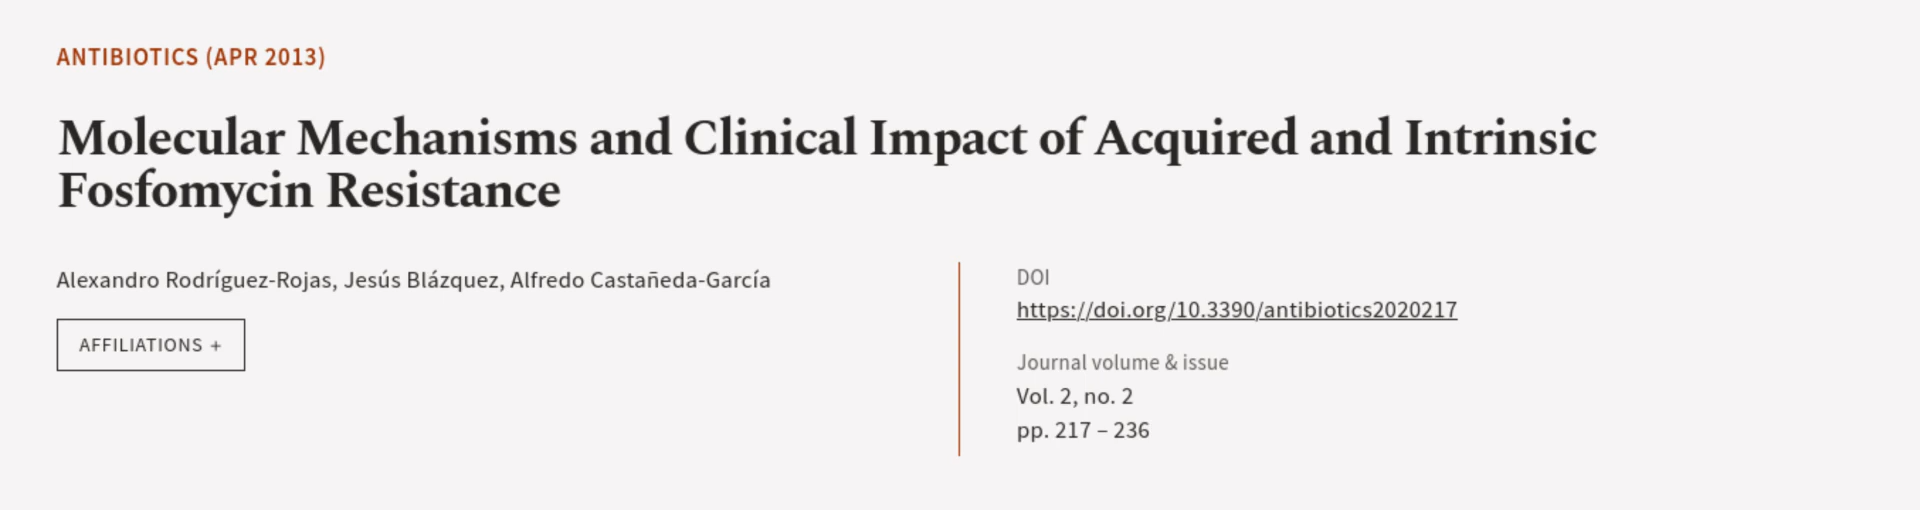 ANTIBIOTICS (APR 2013)
Molecular Mechanisms and Clinical Impact of Acquired and Intrinsic
Fosfomycin Resistance
Alexandro Rodríguez-Rojas, Jesús Blázquez, Alfredo Castañeda-García
AFFILIATIONS +
DOI
https://doi.org/10.3390/antibiotics2020217
Journal volume & issue
Vol. 2, no. 2
pp. 217 – 236